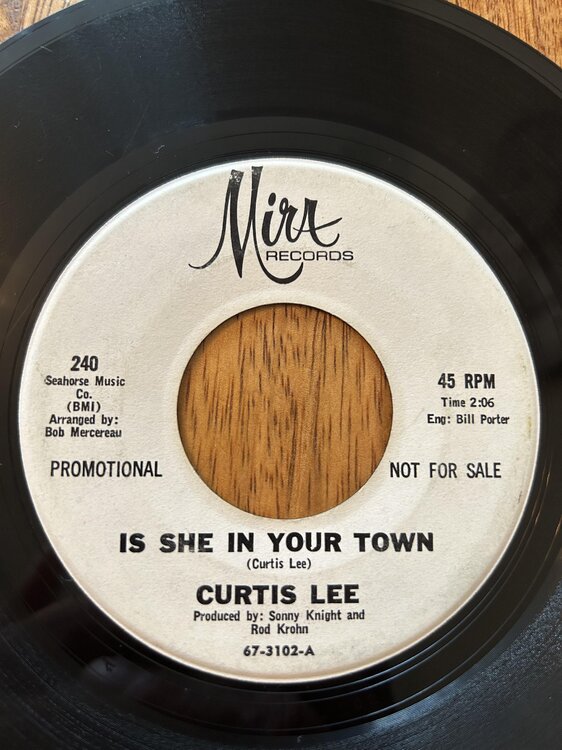 Mira
RECORDS
240
Seahorse Music
Co.
(BMI)
Arranged by:
Bob Mercereau
45 RPM
Time 2:06
Eng: Bill Porter
PROMOTIONAL
NOT FOR SALE
IS SHE IN YOUR TOWN
(Curtis Lee)
CURTIS LEE
Produced by: Sonny Knight and
Rod Krohn
67-3102-A